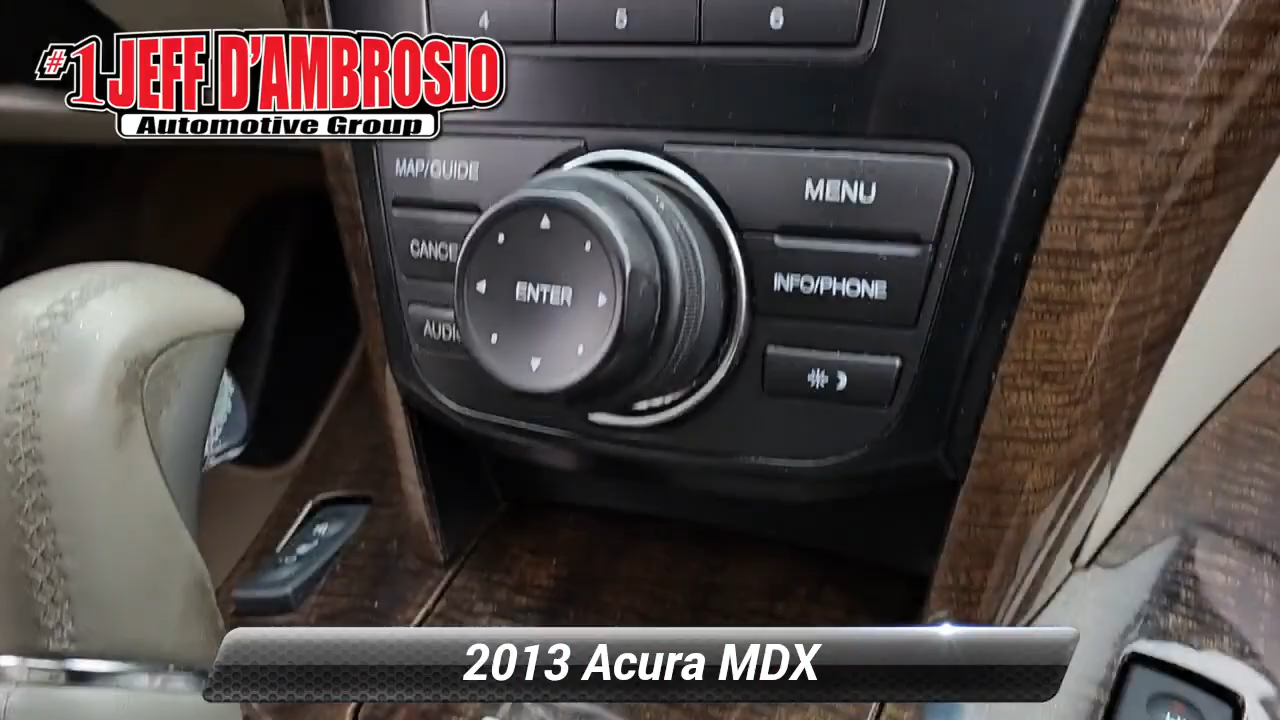 4 5 6
#1 JEFF D'AMBROSIO
Automotive Group
MAP/GUIDE
MENU
ENTER
INFO/PHONE
2013 Acura MDX